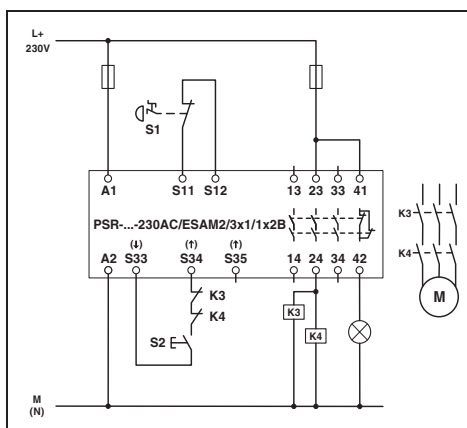 L+
230V
S1
A1 S11 S12 13 23 33 41
PSR-...-230AC/ESAM2/3x1/1x2B
(↓) (↑) (↑)
A2 S33 S34 S35 14 24 34 42
K3
K4
M
K3
K4
S2
K3
K4
M
(N)